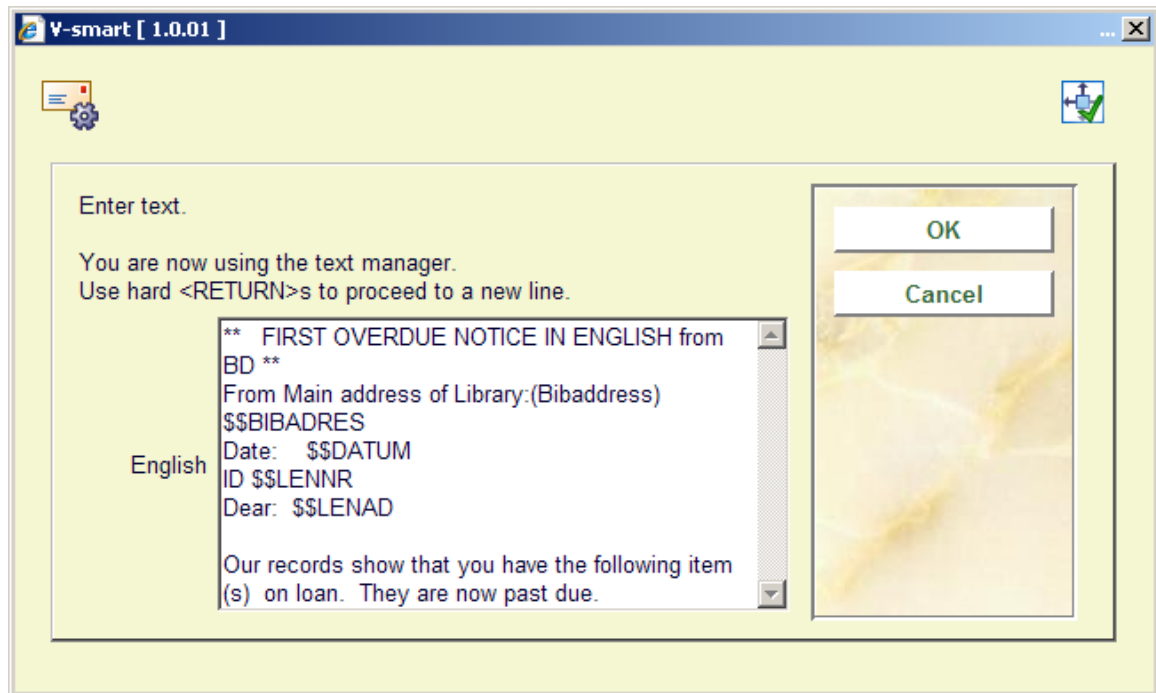 V-smart [ 1.0.01 ]
...
Enter text.
You are now using the text manager.
Use hard <RETURN>s to proceed to a new line.
English
**   FIRST OVERDUE NOTICE IN ENGLISH from
BD **
From Main address of Library:(Bibaddress)
$$BIBADRES
Date:    $$DATUM
ID $$LENNR
Dear:  $$LENAD
Our records show that you have the following item
(s)  on loan.  They are now past due.
OK
Cancel